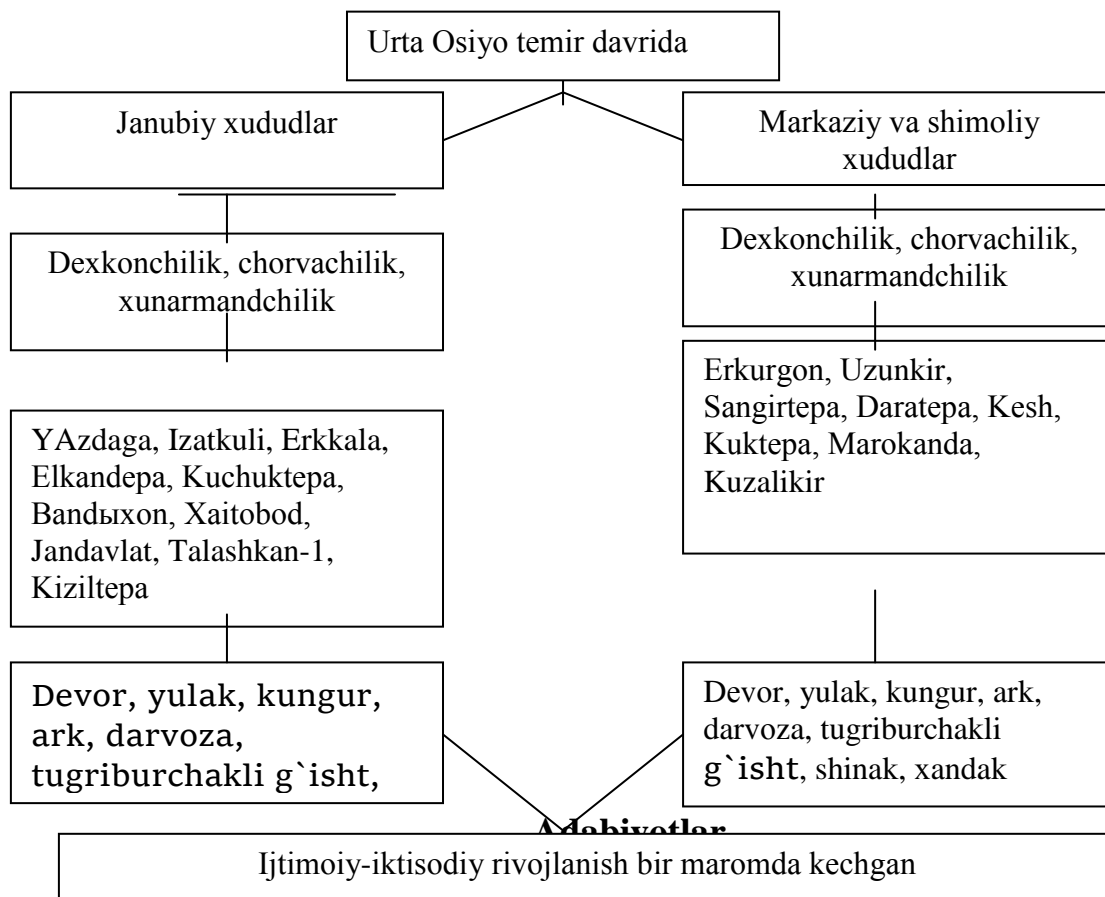 Urta Osiyo temir davrida
Janubiy xududlar
Markaziy va shimoliy
xududlar
Dexkonchilik, chorvachilik,
xunarmandchilik
Dexkonchilik, chorvachilik,
xunarmandchilik
YAzdaga, Izatkuli, Erkkala,
Elkandepa, Kuchuktepa,
Bandыxon, Xaitobod,
Jandavlat, Talashkan-1,
Kiziltepa
Erkurgon, Uzunkir,
Sangirtepa, Daratepa, Kesh,
Kuktepa, Marokanda,
Kuzalikir
Devor, yulak, kungur,
ark, darvoza,
tugriburchakli g`isht,
Devor, yulak, kungur, ark,
darvoza, tugriburchakli
g`isht, shinak, xandak
Adabiyotlar
Ijtimoiy-iktisodiy rivojlanish bir maromda kechgan